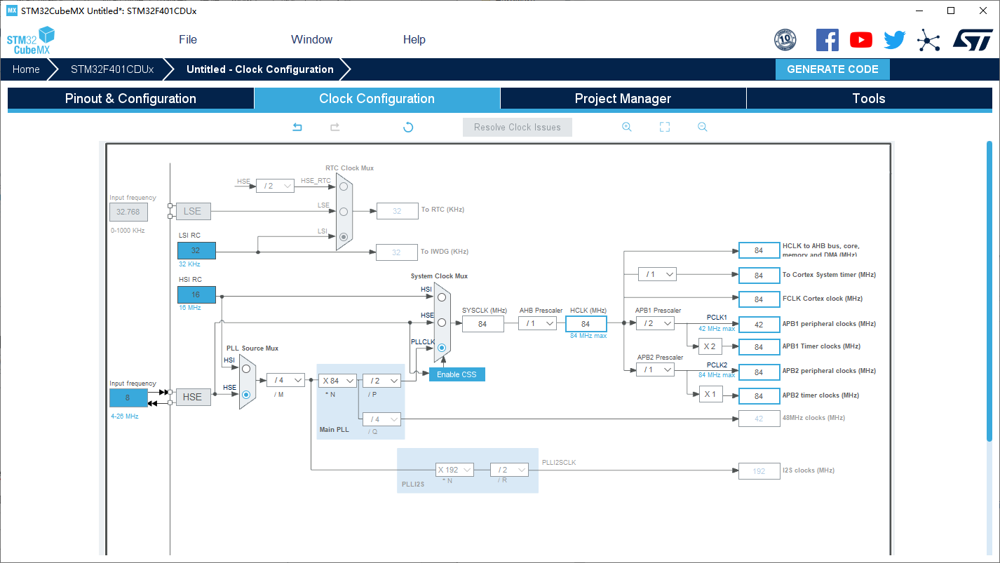 MX STM32CubeMX Untitled*: STM32F401CDUx
STM32
CubeMX
File
Window
Help
10
Home
STM32F401CDUx
Untitled - Clock Configuration
GENERATE CODE
Pinout & Configuration
Clock Configuration
Project Manager
Tools
Resolve Clock Issues
RTC Clock Mux
HSE
/ 2
HSE_RTC
Input frequency
32.768
0-1000 KHz
LSE
LSE
32
To RTC (KHz)
LSI RC
LSI
32
32 KHz
32
To IWDG (KHz)
HSI RC
16
16 MHz
System Clock Mux
HSI
HSE
PLLCLK
SYSCLK (MHz)
84
AHB Prescaler
/ 1
HCLK (MHz)
84
84 MHz max
84
HCLK to AHB bus, core,
memory and DMA (MHz)
/ 1
84
To Cortex System timer (MHz)
84
FCLK Cortex clock (MHz)
APB1 Prescaler
/ 2
PCLK1
42 MHz max
42
APB1 peripheral clocks (MHz)
X 2
84
APB1 Timer clocks (MHz)
APB2 Prescaler
/ 1
PCLK2
84 MHz max
84
APB2 peripheral clocks (MHz)
X 1
84
APB2 timer clocks (MHz)
PLL Source Mux
HSI
HSE
Input frequency
8
4-26 MHz
HSE
/ 4
/ M
X 84
* N
/ 2
/ P
/ 4
/ Q
Main PLL
Enable CSS
42
48MHz clocks (MHz)
X 192
* N
/ 2
/ R
PLLI2S
PLLI2SCLK
192
I2S clocks (MHz)